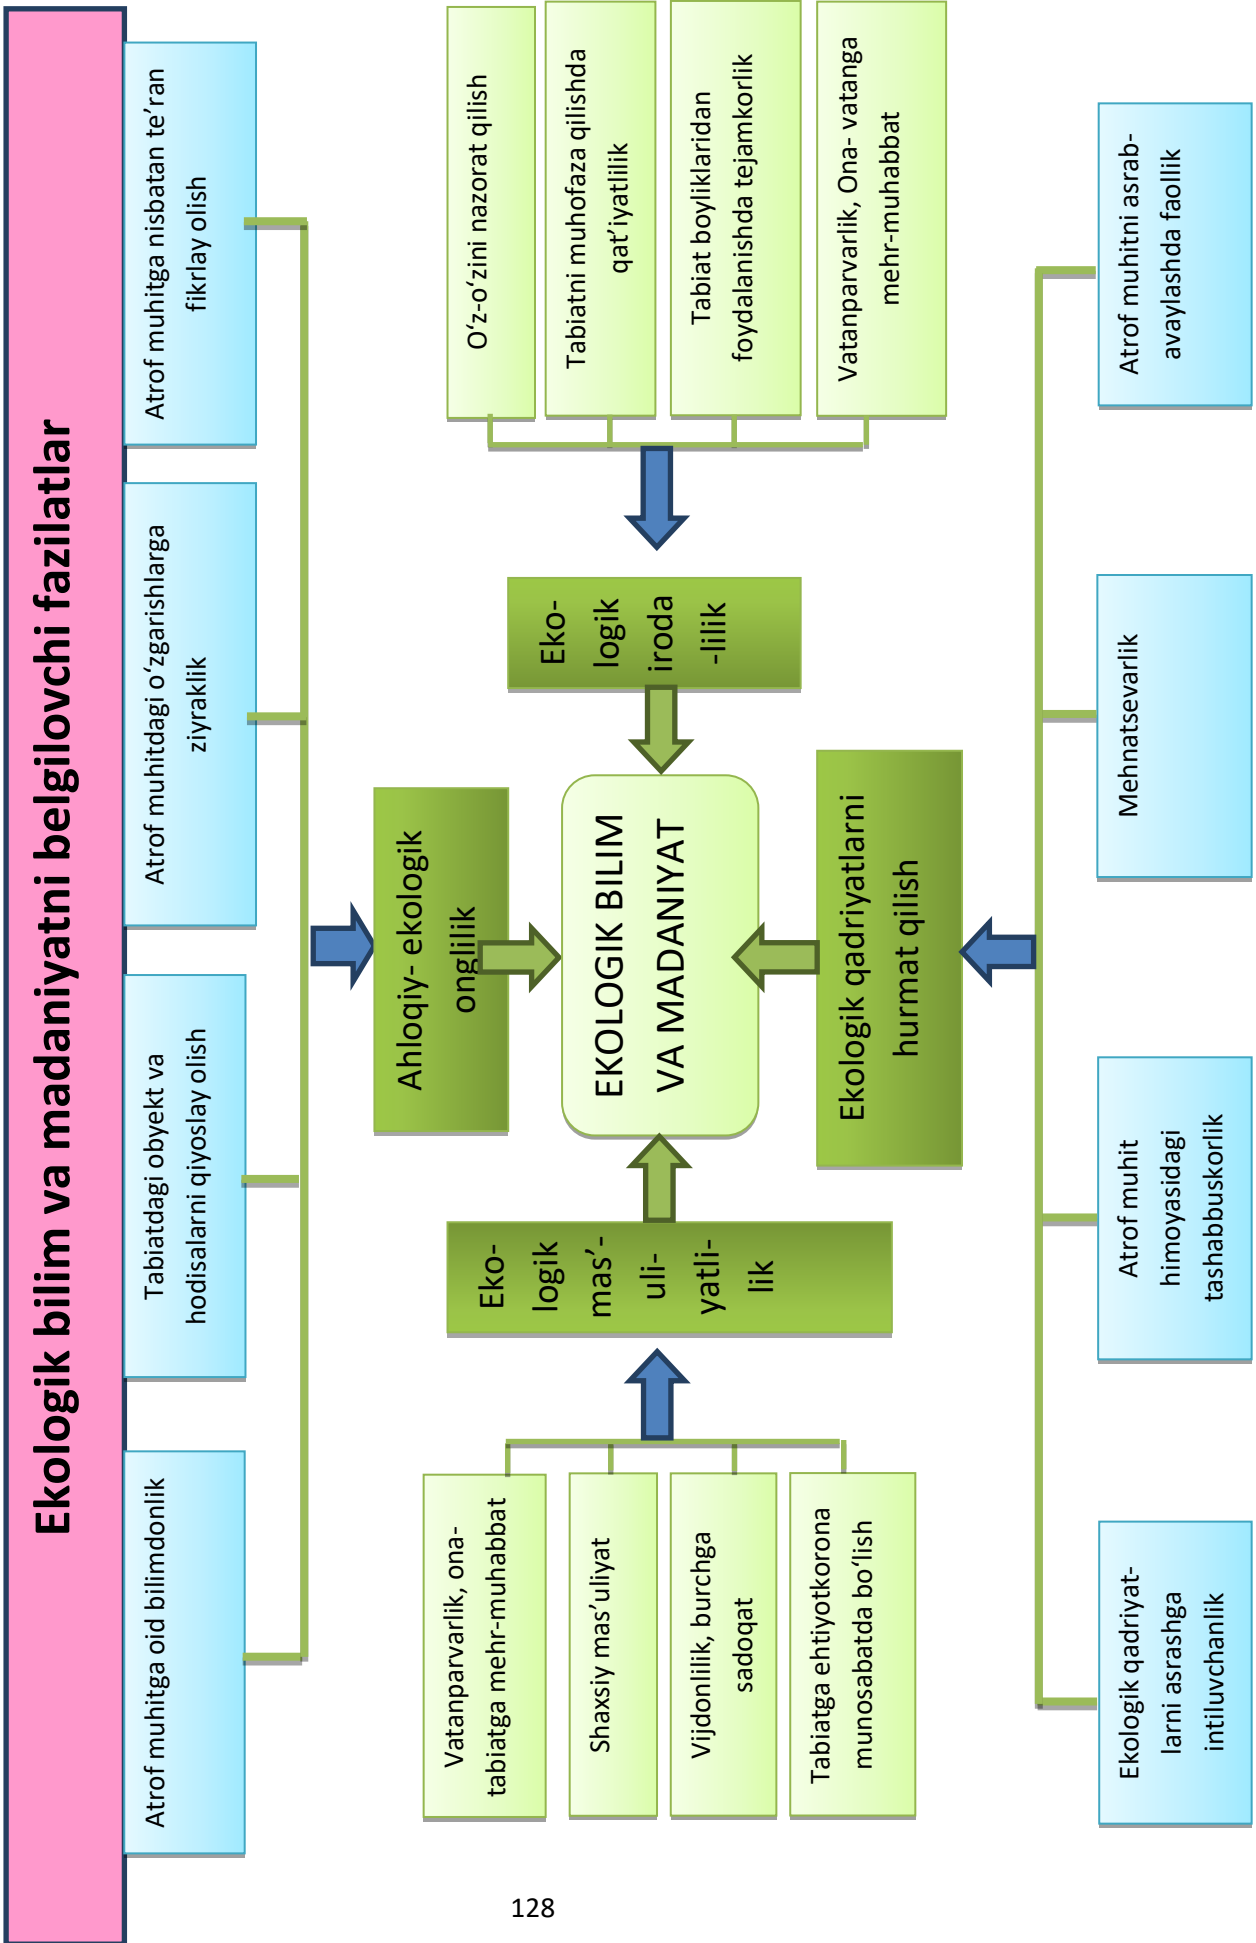 Ekologik bilim va madaniyatni belgilovchi fazilatlar
Atrof muhitga oid bilimdonlik
Tabiatdagi obyekt va
hodisalarni qiyoslay olish
Atrof muhitdagi o‘zgarishlarga
ziyraklik
Atrof muhitga nisbatan te’ran
fikrlay olish
Ahloqiy- ekologik
onglilik
Vatanparvarlik, ona-
tabiatga mehr-muhabbat
Shaxsiy mas’uliyat
Vijdonlilik, burchga
sadoqat
Tabiatga ehtiyotkorona
munosabatda bo‘lish
Eko-
logik
mas’-
uli-
yatli-
lik
EKOLOGIK BILIM
VA MADANIYAT
Eko-
logik
iroda
-lilik
O‘z-o‘zini nazorat qilish
Tabiatni muhofaza qilishda
qat’iyatlilik
Tabiat boyliklaridan
foydalanishda tejamkorlik
Vatanparvarlik, Ona- vatanga
mehr-muhabbat
Ekologik qadriyatlarni
hurmat qilish
Ekologik qadriyat-
larni asrashga
intiluvchanlik
Atrof muhit
himoyasidagi
tashabbuskorlik
Mehnatsevarlik
Atrof muhitni asrab-
avaylashda faollik
128